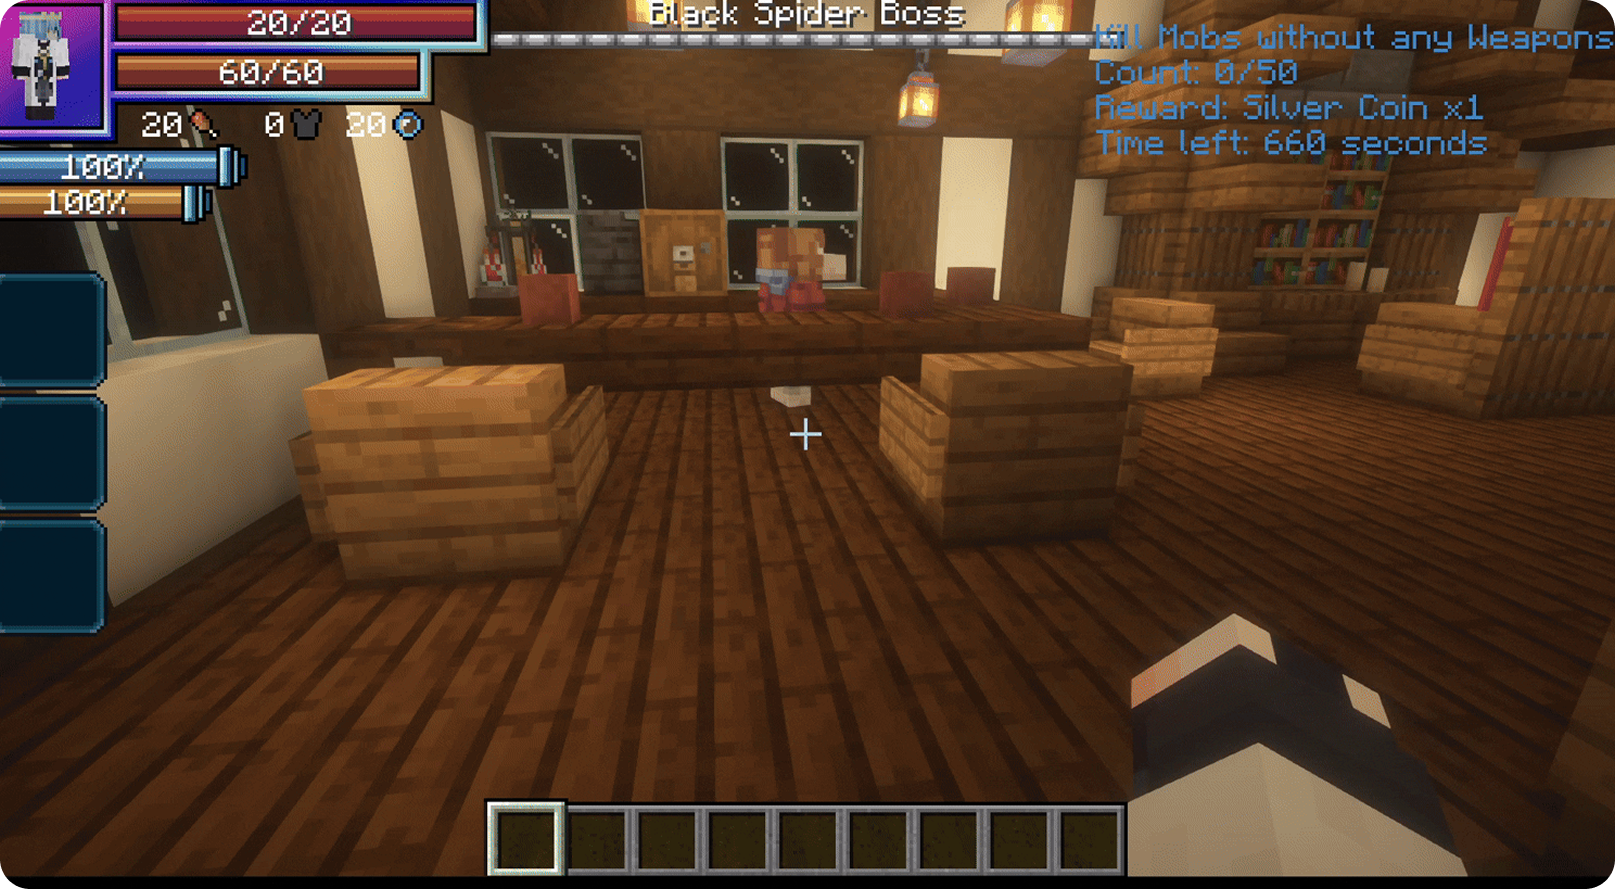 20/20
Black Spider Boss
60/60
20 0 20
100%
100%
Kill Mobs without any Weapons
Count: 0/50
Reward: Silver Coin x1
Time left: 660 seconds